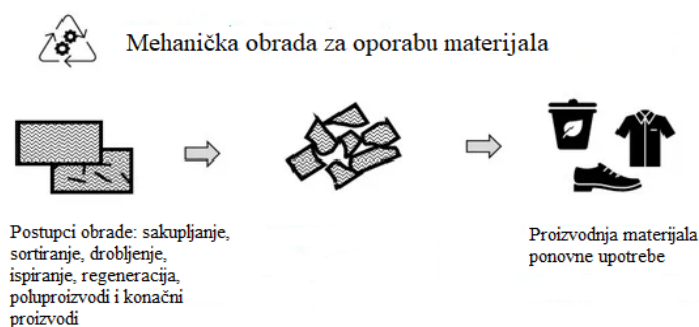 Mehanička obrada za oporabu materijala
Postupci obrade: sakupljanje,
sortiranje, drobljenje,
ispiranje, regeneracija,
poluproizvodi i konačni
proizvodi
Proizvodnja materijala
ponovne upotrebe